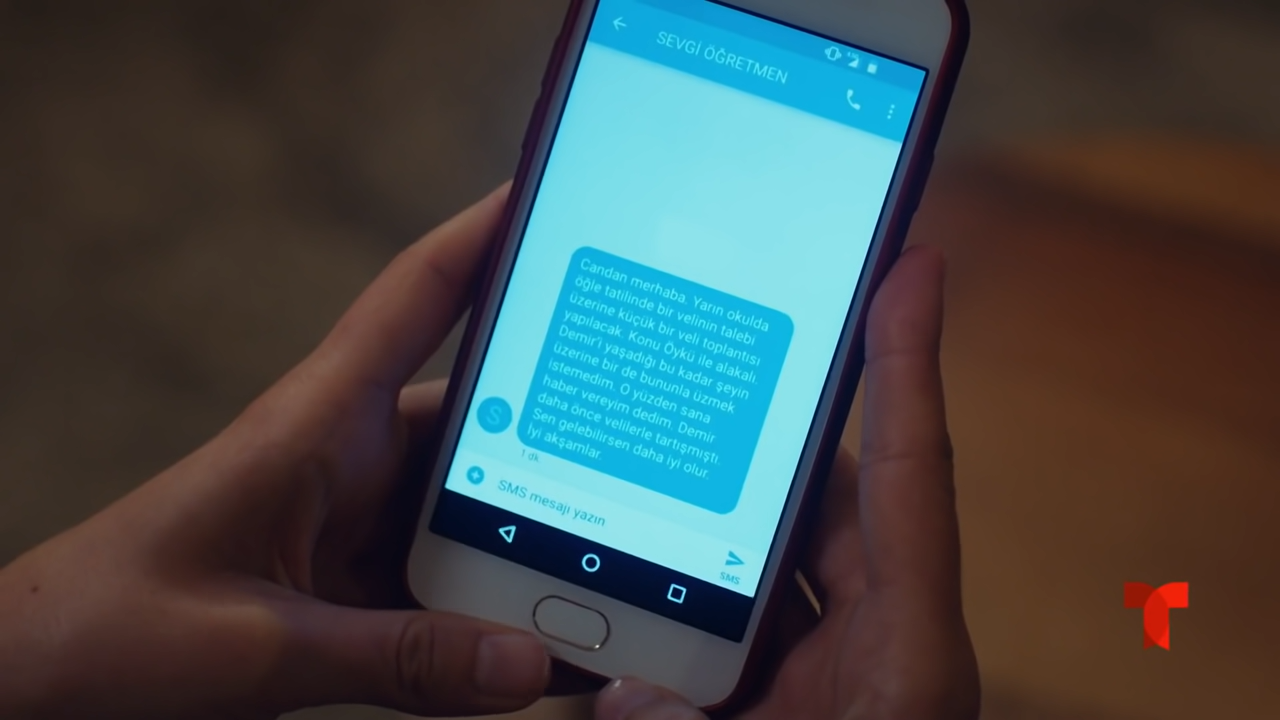 SEVGİ ÖĞRETMEN
Candan merhaba. Yarın okulda
öğle tatilinde bir velinin talebi
üzerine küçük bir veli toplantısı
yapılacak. Konu Öykü ile alakalı.
Demir'i yaşadığı bu kadar şeyin
üzerine bir de bununla üzmek
istemedim. O yüzden sana
haber vereyim dedim. Demir
daha önce velilerle tartışmıştı.
Sen gelebilirsen daha iyi olur.
İyi akşamlar.
S
1 dk.
SMS mesajı yazın
SMS
T